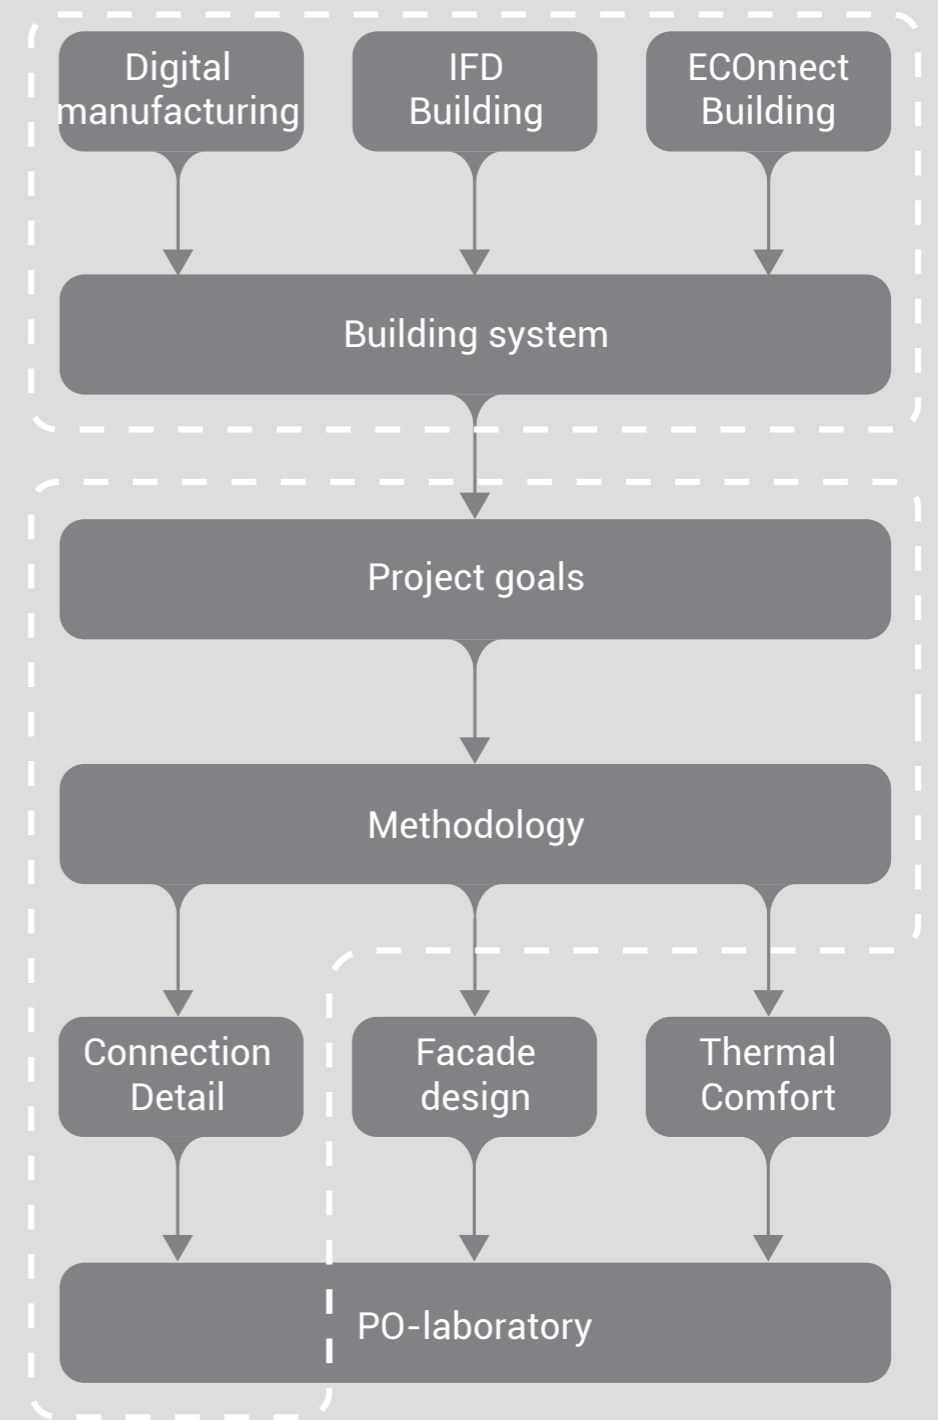 Digital
manufacturing
IFD
Building
ECOnnect
Building
Building system
Project goals
Methodology
Connection
Detail
Facade
design
Thermal
Comfort
PO-laboratory